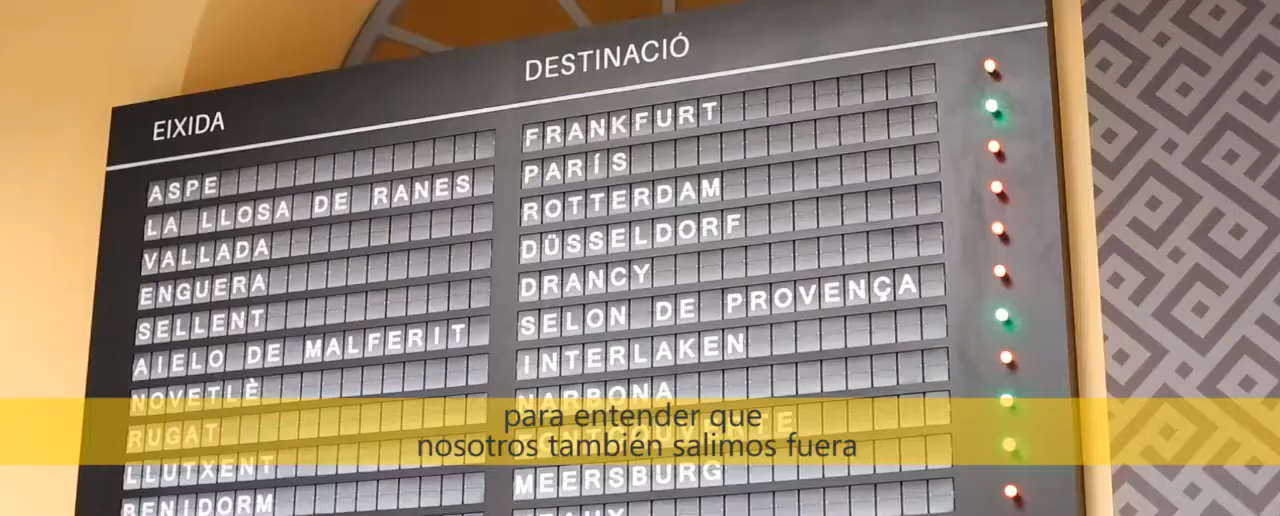 EIXIDA DESTINACIÓ
ASPE FRANKFURT
LA LLOSA DE RANES PARÍS
VALLADA ROTTERDAM
ENGUERA DÜSSELDORF
SELLENT DRANCY
AIELO DE MALFERIT SELON DE PROVENÇA
NOVETLÈ INTERLAKEN
RUGAT NARBONA
LLUTXENT
BENIDORM MEERSBURG
para entender que
nosotros también salimos fuera